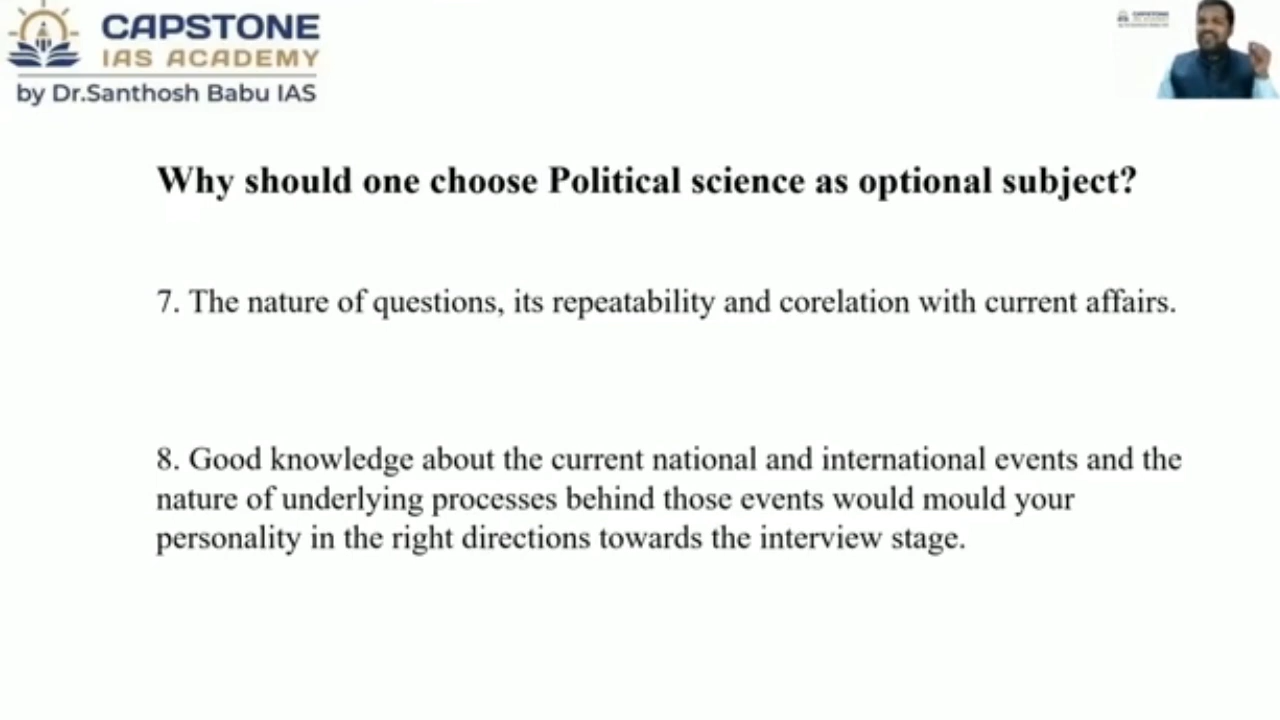 CAPSTONE
IAS ACADEMY
by Dr.Santhosh Babu IAS
Why should one choose Political science as optional subject?
7. The nature of questions, its repeatability and corelation with current affairs.
8. Good knowledge about the current national and international events and the
nature of underlying processes behind those events would mould your
personality in the right directions towards the interview stage.